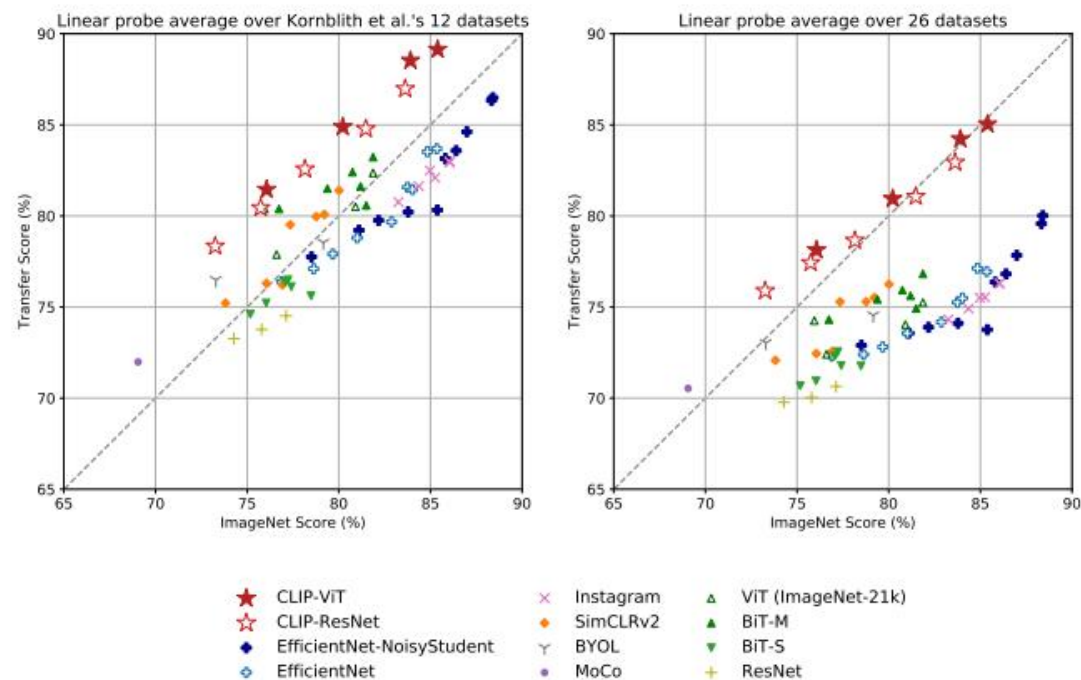 Linear probe average over Kornblith et al.'s 12 datasets
90
85
80
75
70
65
Transfer Score (%)
65 70 75 80 85 90
ImageNet Score (%)
Linear probe average over 26 datasets
90
85
80
75
70
65
Transfer Score (%)
65 70 75 80 85 90
ImageNet Score (%)
CLIP-ViT
CLIP-ResNet
EfficientNet-NoisyStudent
EfficientNet
Instagram
SimCLRv2
BYOL
MoCo
ViT (ImageNet-21k)
BiT-M
BiT-S
ResNet